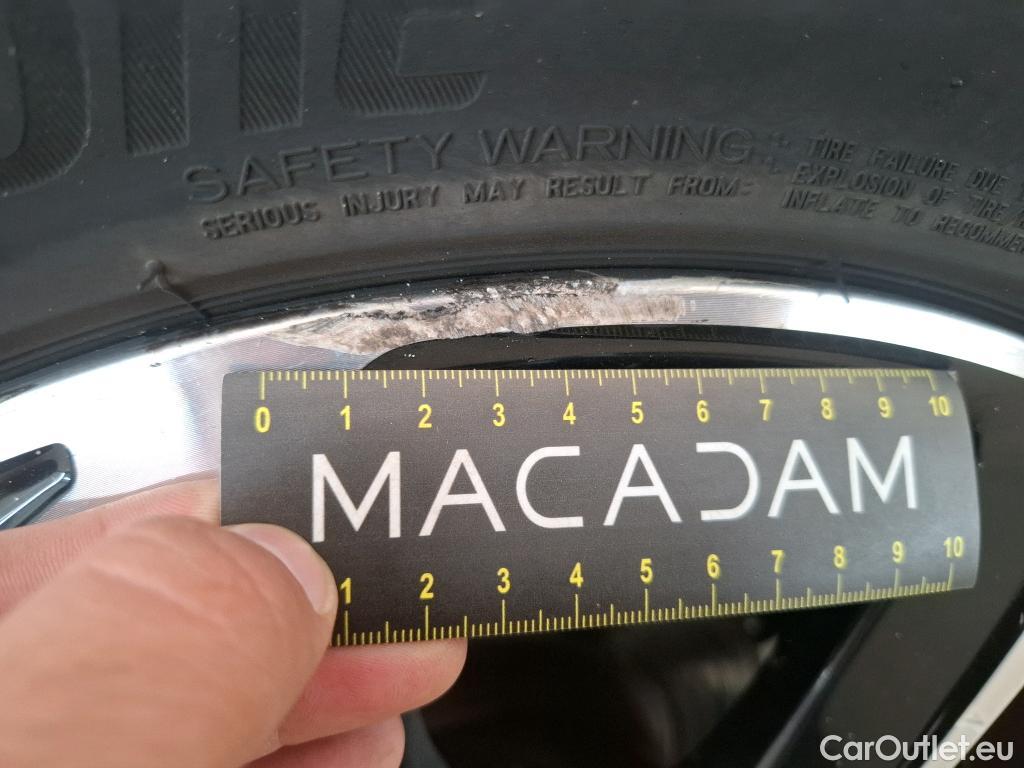 SAFETY WARNING:
SERIOUS INJURY MAY RESULT FROM:
TIRE FAILURE DUE
EXPLOSION OF TIRE
INFLATE TO RECOMME
0 1 2 3 4 5 6 7 8 9 10
MACADAM
1 2 3 4 5 6 7 8 9 10
CarOutlet.eu